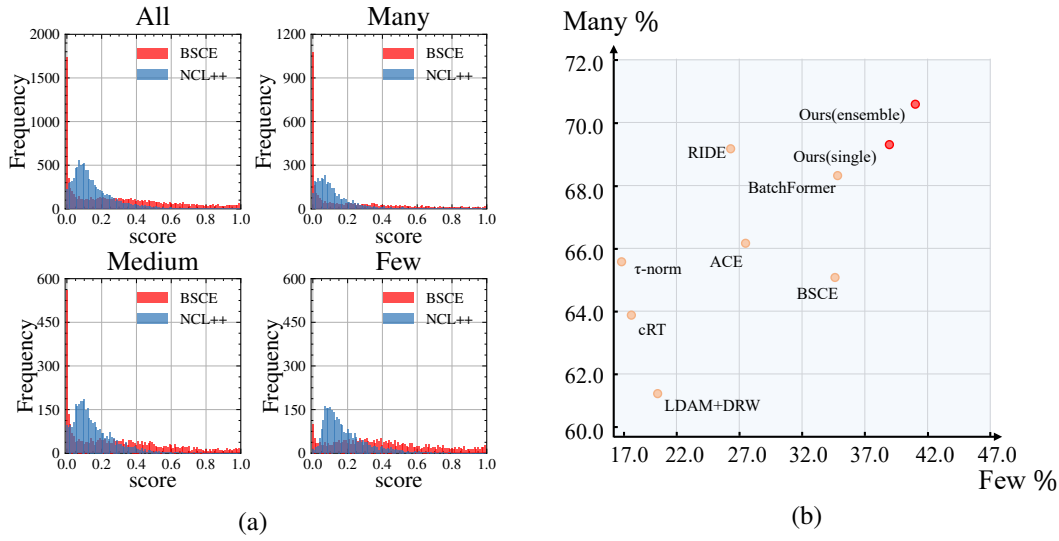 All
2000
1500
1000
500
0
Frequency
BSCE
NCL++
0.0 0.2 0.4 0.6 0.8 1.0
score
Many
1200
900
600
300
0
Frequency
BSCE
NCL++
0.0 0.2 0.4 0.6 0.8 1.0
score
Medium
600
450
300
150
0
Frequency
BSCE
NCL++
0.0 0.2 0.4 0.6 0.8 1.0
score
Few
600
450
300
150
0
Frequency
BSCE
NCL++
0.0 0.2 0.4 0.6 0.8 1.0
score
(a)
Many %
72.0
70.0
68.0
66.0
64.0
62.0
60.0
Ours(ensemble)
RIDE
Ours(single)
BatchFormer
ACE
τ-norm
BSCE
cRT
LDAM+DRW
17.0 22.0 27.0 32.0 37.0 42.0 47.0
Few %
(b)